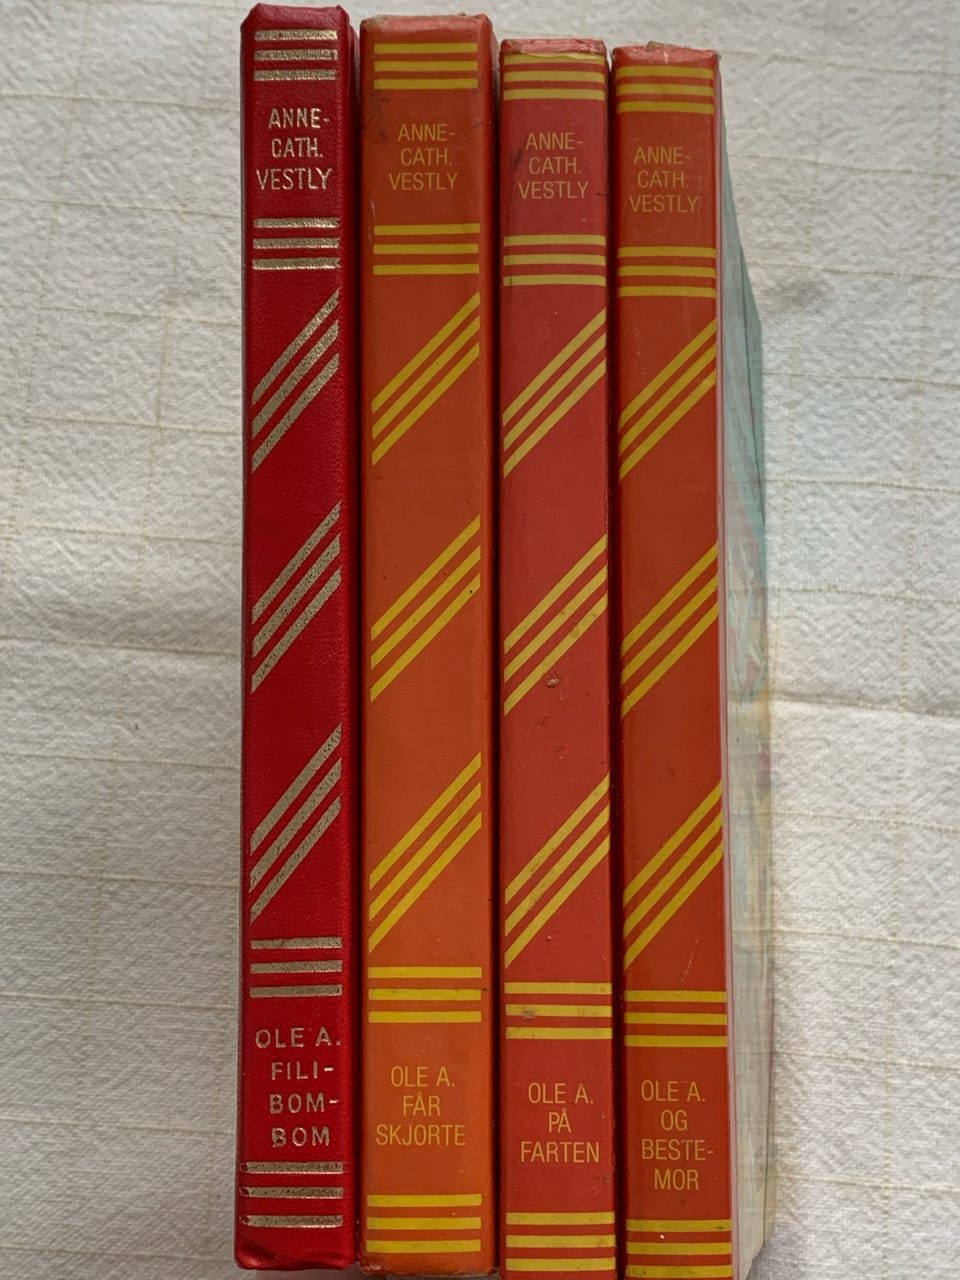 ANNE-
CATH.
VESTLY
OLE A.
FILI-
BOM-
BOM
ANNE-
CATH.
VESTLY
OLE A.
FÅR
SKJORTE
ANNE-
CATH.
VESTLY
OLE A.
PÅ
FARTEN
ANNE-
CATH.
VESTLY
OLE A.
OG
BESTE-
MOR